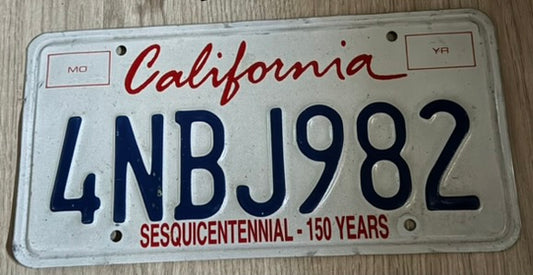 MO California YR
4NBJ982
SESQUICENTENNIAL - 150 YEARS